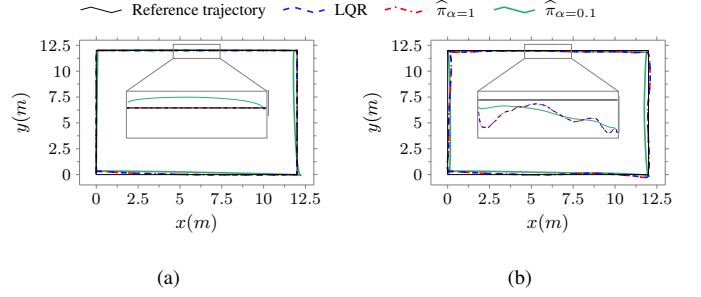 Reference trajectory LQR π̂α=1 π̂α=0.1
12.5 12.5
10 10
7.5 7.5
y(m) y(m)
5 5
2.5 2.5
0 0
0 2.5 5 7.5 10 12.5 0 2.5 5 7.5 10 12.5
x(m) x(m)
(a) (b)